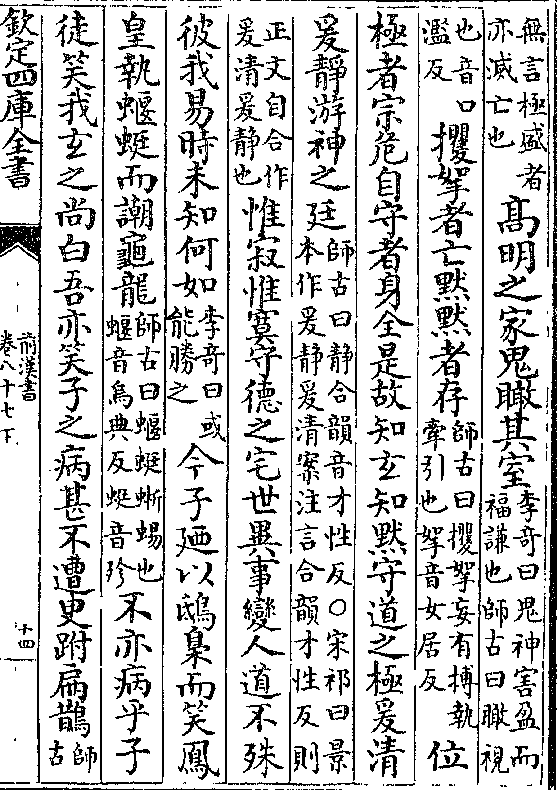 無言極盛者亦滅亡也高明之家鬼瞰其室李奇曰鬼神害盈而福謙也師古曰瞰視
也音口濫反攫挐者亡默默者存師古曰攫挐妄有搏執牽引也挐音女居反位
極者宗危自守者身全是故知玄知默守道之極爰清
爰靜游神之廷師古曰靜合韻音才性反○宋祁曰景本作爰靜爰清案注言合韻才性反則
正文自合作爰清爰靜也惟寂惟寞守德之宅世異事變人道不殊
彼我易時未知何如李奇曰或能勝之今子廼以鴟梟而笑鳳
皇執蝘蜓而謿龜龍師古曰蝘蜓蜥蜴也蝘音烏典反蜓音殄不亦病乎子
徒笑我玄之尚白吾亦笑子之病甚不遭臾跗扁鵲師古
欽定四庫全書
前漢書
卷八十七下
十四